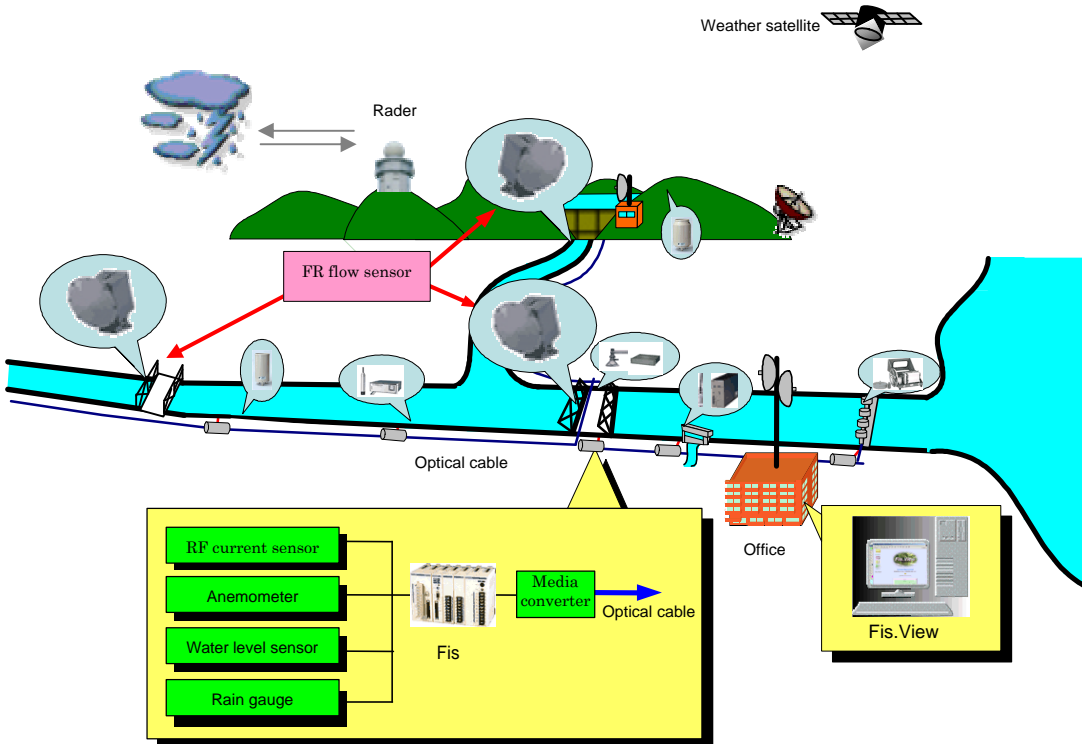 Weather satellite
Rader
FR flow sensor
Optical cable
Office
RF current sensor
Anemometer
Water level sensor
Rain gauge
Fis
Media
converter
Optical cable
Fis.View